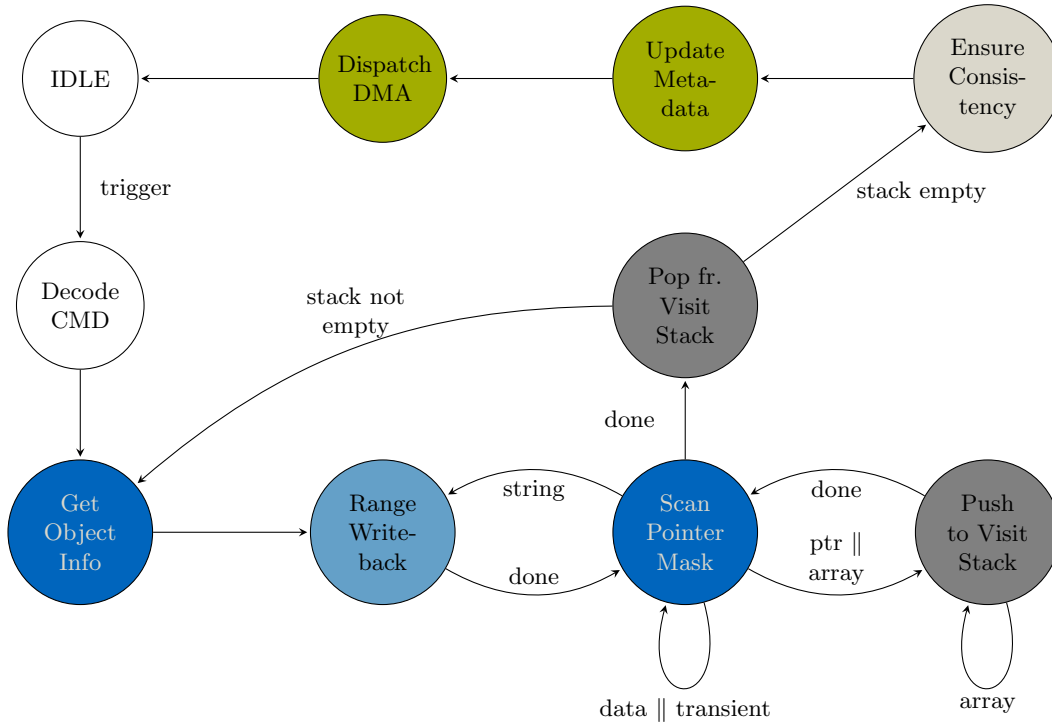 IDLE
Dispatch
DMA
Update
Meta-
data
Ensure
Consis-
tency
trigger
stack empty
Decode
CMD
stack not
empty
Pop fr.
Visit
Stack
done
Get
Object
Info
Range
Write-
back
string
done
Scan
Pointer
Mask
done
ptr ∥
array
Push
to Visit
Stack
data ∥ transient
array